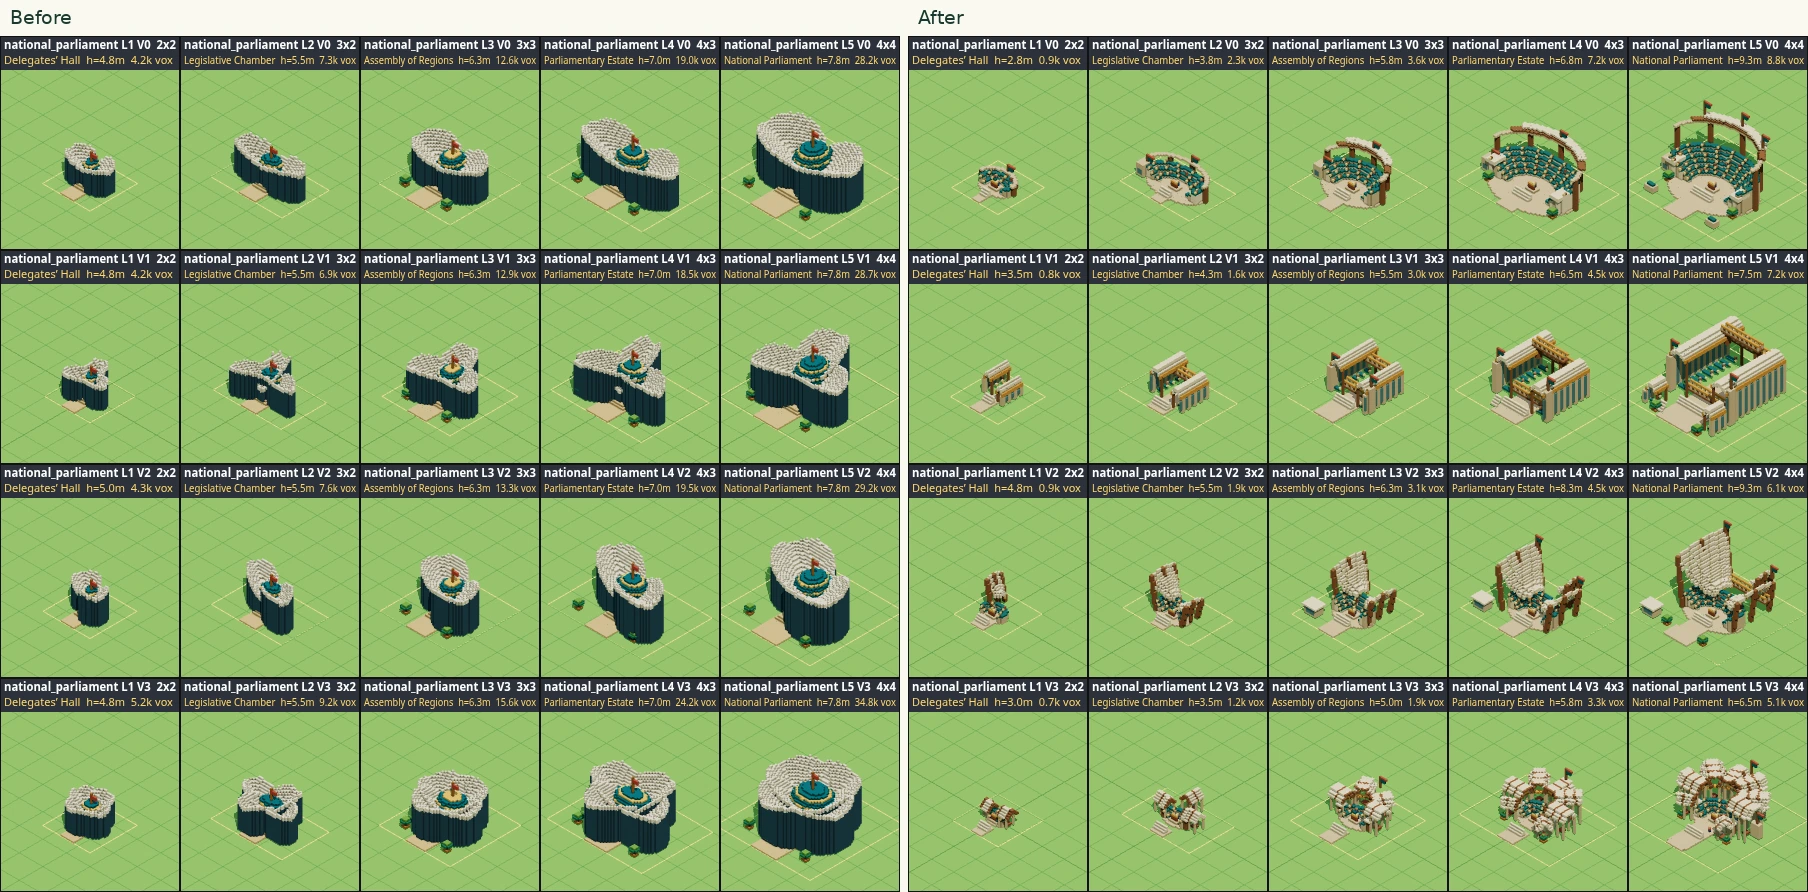 Before
After
national_parliament L1 V0 2x2
Delegates' Hall h=4.8m 4.2k vox
national_parliament L2 V0 3x2
Legislative Chamber h=5.5m 7.3k vox
national_parliament L3 V0 3x3
Assembly of Regions h=6.3m 12.6k vox
national_parliament L4 V0 4x3
Parliamentary Estate h=7.0m 19.0k vox
national_parliament L5 V0 4x4
National Parliament h=7.8m 28.2k vox
national_parliament L1 V0 2x2
Delegates' Hall h=2.8m 0.9k vox
national_parliament L2 V0 3x2
Legislative Chamber h=3.8m 2.3k vox
national_parliament L3 V0 3x3
Assembly of Regions h=5.8m 3.6k vox
national_parliament L4 V0 4x3
Parliamentary Estate h=6.8m 7.2k vox
national_parliament L5 V0 4x4
National Parliament h=9.3m 8.8k vox
national_parliament L1 V1 2x2
Delegates' Hall h=4.8m 4.2k vox
national_parliament L2 V1 3x2
Legislative Chamber h=5.5m 6.9k vox
national_parliament L3 V1 3x3
Assembly of Regions h=6.3m 12.9k vox
national_parliament L4 V1 4x3
Parliamentary Estate h=7.0m 18.5k vox
national_parliament L5 V1 4x4
National Parliament h=7.8m 28.7k vox
national_parliament L1 V1 2x2
Delegates' Hall h=3.5m 0.8k vox
national_parliament L2 V1 3x2
Legislative Chamber h=4.3m 1.6k vox
national_parliament L3 V1 3x3
Assembly of Regions h=5.5m 3.0k vox
national_parliament L4 V1 4x3
Parliamentary Estate h=6.5m 4.5k vox
national_parliament L5 V1 4x4
National Parliament h=7.5m 7.2k vox
national_parliament L1 V2 2x2
Delegates' Hall h=5.0m 4.3k vox
national_parliament L2 V2 3x2
Legislative Chamber h=5.5m 7.6k vox
national_parliament L3 V2 3x3
Assembly of Regions h=6.3m 13.3k vox
national_parliament L4 V2 4x3
Parliamentary Estate h=7.0m 19.5k vox
national_parliament L5 V2 4x4
National Parliament h=7.8m 29.2k vox
national_parliament L1 V2 2x2
Delegates' Hall h=4.8m 0.9k vox
national_parliament L2 V2 3x2
Legislative Chamber h=5.5m 1.9k vox
national_parliament L3 V2 3x3
Assembly of Regions h=6.3m 3.1k vox
national_parliament L4 V2 4x3
Parliamentary Estate h=8.3m 4.5k vox
national_parliament L5 V2 4x4
National Parliament h=9.3m 6.1k vox
national_parliament L1 V3 2x2
Delegates' Hall h=4.8m 5.2k vox
national_parliament L2 V3 3x2
Legislative Chamber h=5.5m 9.2k vox
national_parliament L3 V3 3x3
Assembly of Regions h=6.3m 15.6k vox
national_parliament L4 V3 4x3
Parliamentary Estate h=7.0m 24.2k vox
national_parliament L5 V3 4x4
National Parliament h=7.8m 34.8k vox
national_parliament L1 V3 2x2
Delegates' Hall h=3.0m 0.7k vox
national_parliament L2 V3 3x2
Legislative Chamber h=3.5m 1.2k vox
national_parliament L3 V3 3x3
Assembly of Regions h=5.0m 1.9k vox
national_parliament L4 V3 4x3
Parliamentary Estate h=5.8m 3.3k vox
national_parliament L5 V3 4x4
National Parliament h=6.5m 5.1k vox